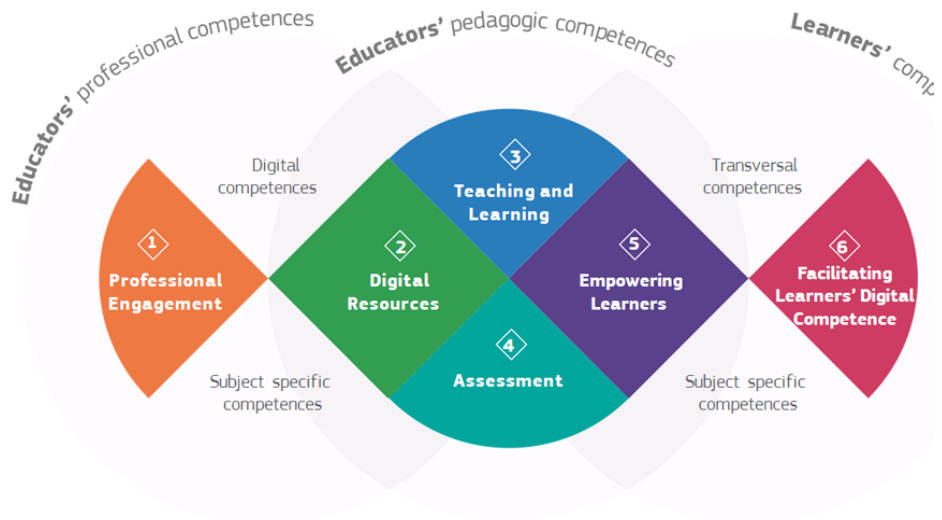 Educators' professional competences
Educators' pedagogic competences
Learners' comp
Digital
competences
Transversal
competences
1
Professional
Engagement
2
Digital
Resources
3
Teaching and
Learning
4
Assessment
5
Empowering
Learners
6
Facilitating
Learners' Digital
Competence
Subject specific
competences
Subject specific
competences